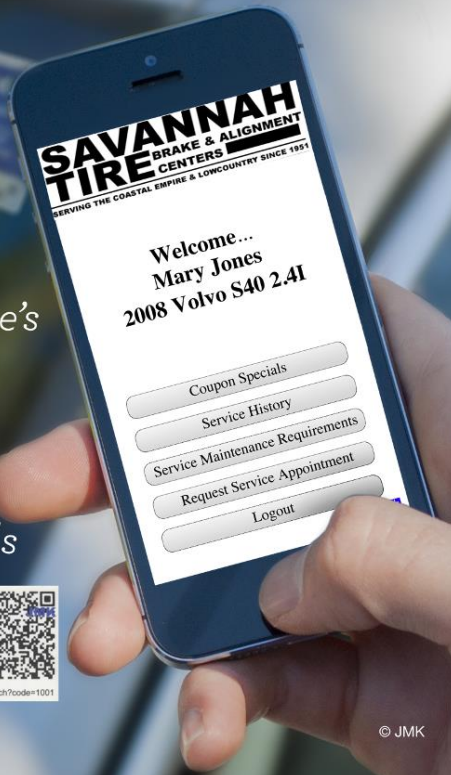 SAVANNAH
TIRE BRAKE & ALIGNMENT
CENTERS
SERVING THE COASTAL EMPIRE & LOWCOUNTRY SINCE 1951
Welcome...
Mary Jones
2008 Volvo S40 2.4I
e's
Coupon Specials
Service History
Service Maintenance Requirements
Request Service Appointment
Logout
s
ch?code=1001
© JMK